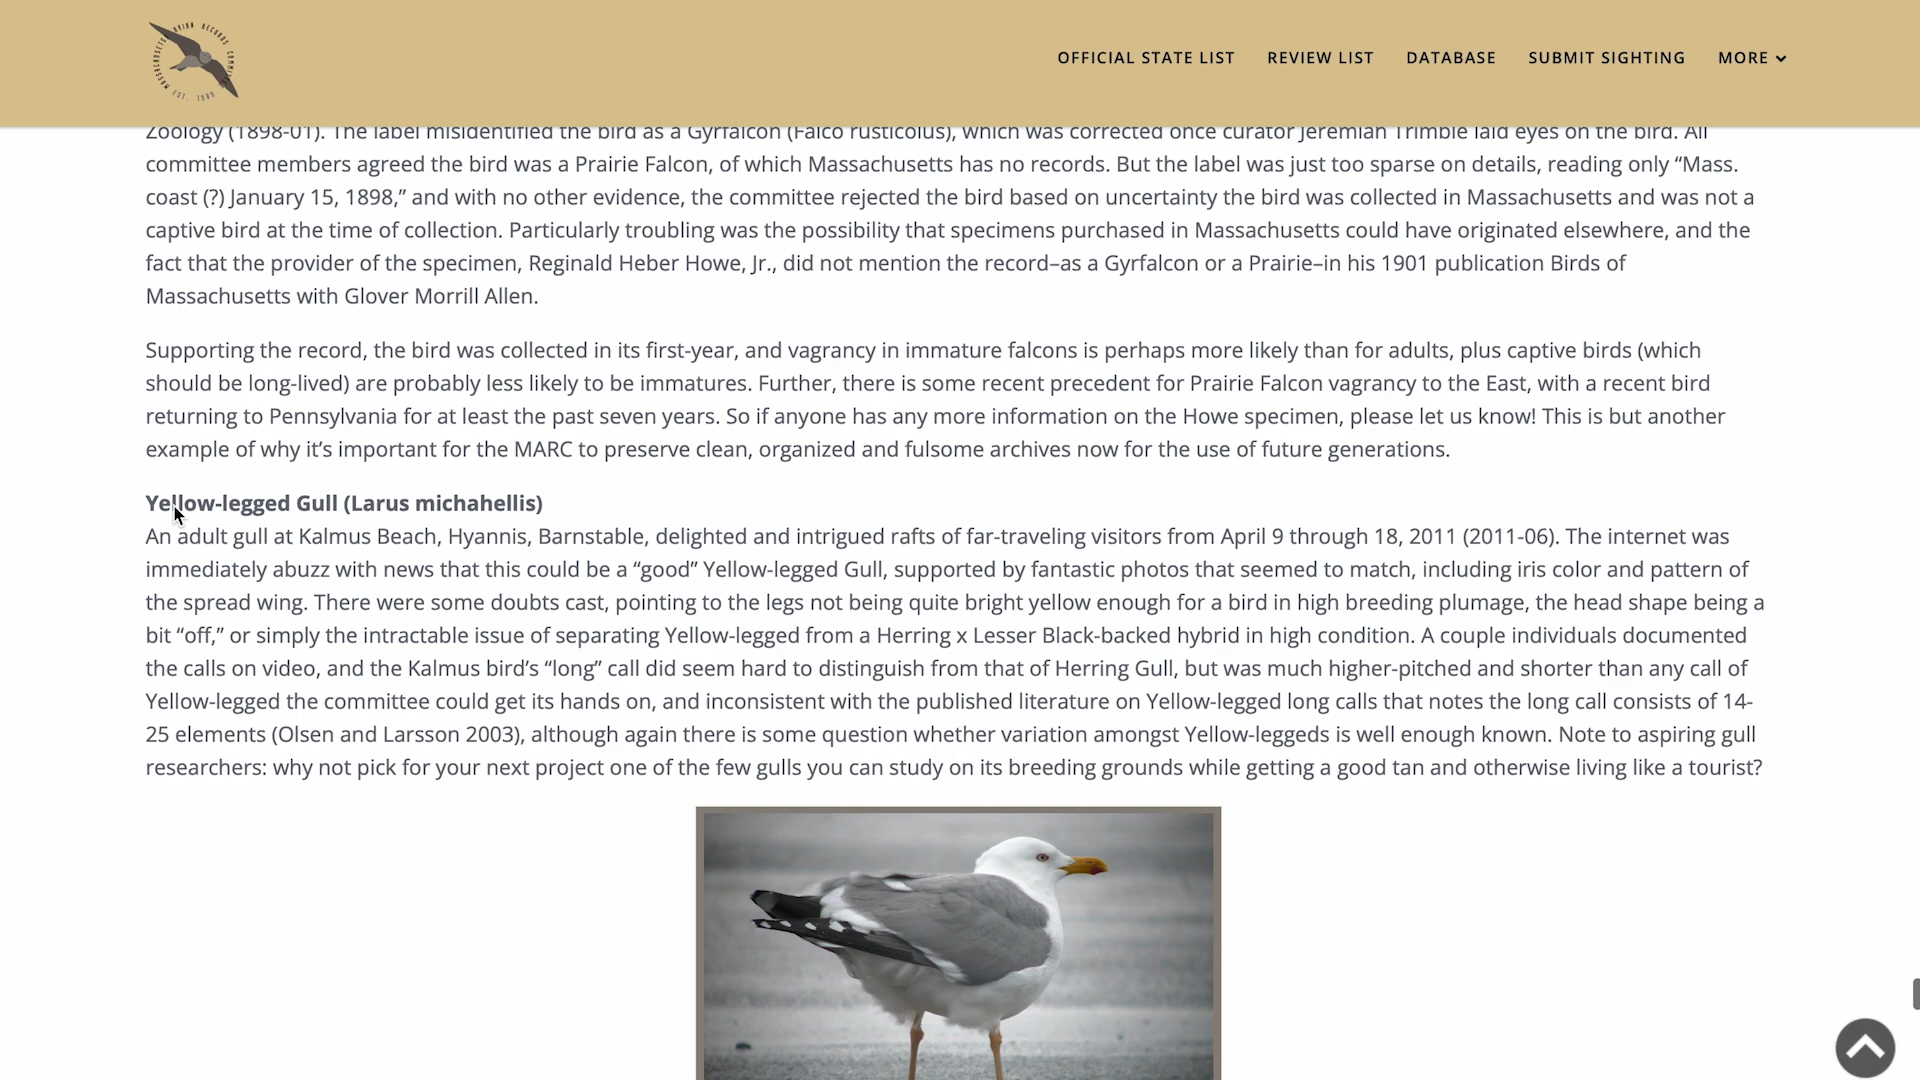 OFFICIAL STATE LIST REVIEW LIST DATABASE SUBMIT SIGHTING MORE
Zoology (1898-01). The label misidentified the bird as a Gyrfalcon (Falco rusticolus), which was corrected once curator Jeremiah Trimble laid eyes on the bird. All
committee members agreed the bird was a Prairie Falcon, of which Massachusetts has no records. But the label was just too sparse on details, reading only “Mass.
coast (?) January 15, 1898,” and with no other evidence, the committee rejected the bird based on uncertainty the bird was collected in Massachusetts and was not a
captive bird at the time of collection. Particularly troubling was the possibility that specimens purchased in Massachusetts could have originated elsewhere, and the
fact that the provider of the specimen, Reginald Heber Howe, Jr., did not mention the record–as a Gyrfalcon or a Prairie–in his 1901 publication Birds of
Massachusetts with Glover Morrill Allen.
Supporting the record, the bird was collected in its first-year, and vagrancy in immature falcons is perhaps more likely than for adults, plus captive birds (which
should be long-lived) are probably less likely to be immatures. Further, there is some recent precedent for Prairie Falcon vagrancy to the East, with a recent bird
returning to Pennsylvania for at least the past seven years. So if anyone has any more information on the Howe specimen, please let us know! This is but another
example of why it’s important for the MARC to preserve clean, organized and fulsome archives now for the use of future generations.
Yellow-legged Gull (Larus michahellis)
An adult gull at Kalmus Beach, Hyannis, Barnstable, delighted and intrigued rafts of far-traveling visitors from April 9 through 18, 2011 (2011-06). The internet was
immediately abuzz with news that this could be a “good” Yellow-legged Gull, supported by fantastic photos that seemed to match, including iris color and pattern of
the spread wing. There were some doubts cast, pointing to the legs not being quite bright yellow enough for a bird in high breeding plumage, the head shape being a
bit “off,” or simply the intractable issue of separating Yellow-legged from a Herring x Lesser Black-backed hybrid in high condition. A couple individuals documented
the calls on video, and the Kalmus bird’s “long” call did seem hard to distinguish from that of Herring Gull, but was much higher-pitched and shorter than any call of
Yellow-legged the committee could get its hands on, and inconsistent with the published literature on Yellow-legged long calls that notes the long call consists of 14-
25 elements (Olsen and Larsson 2003), although again there is some question whether variation amongst Yellow-leggeds is well enough known. Note to aspiring gull
researchers: why not pick for your next project one of the few gulls you can study on its breeding grounds while getting a good tan and otherwise living like a tourist?